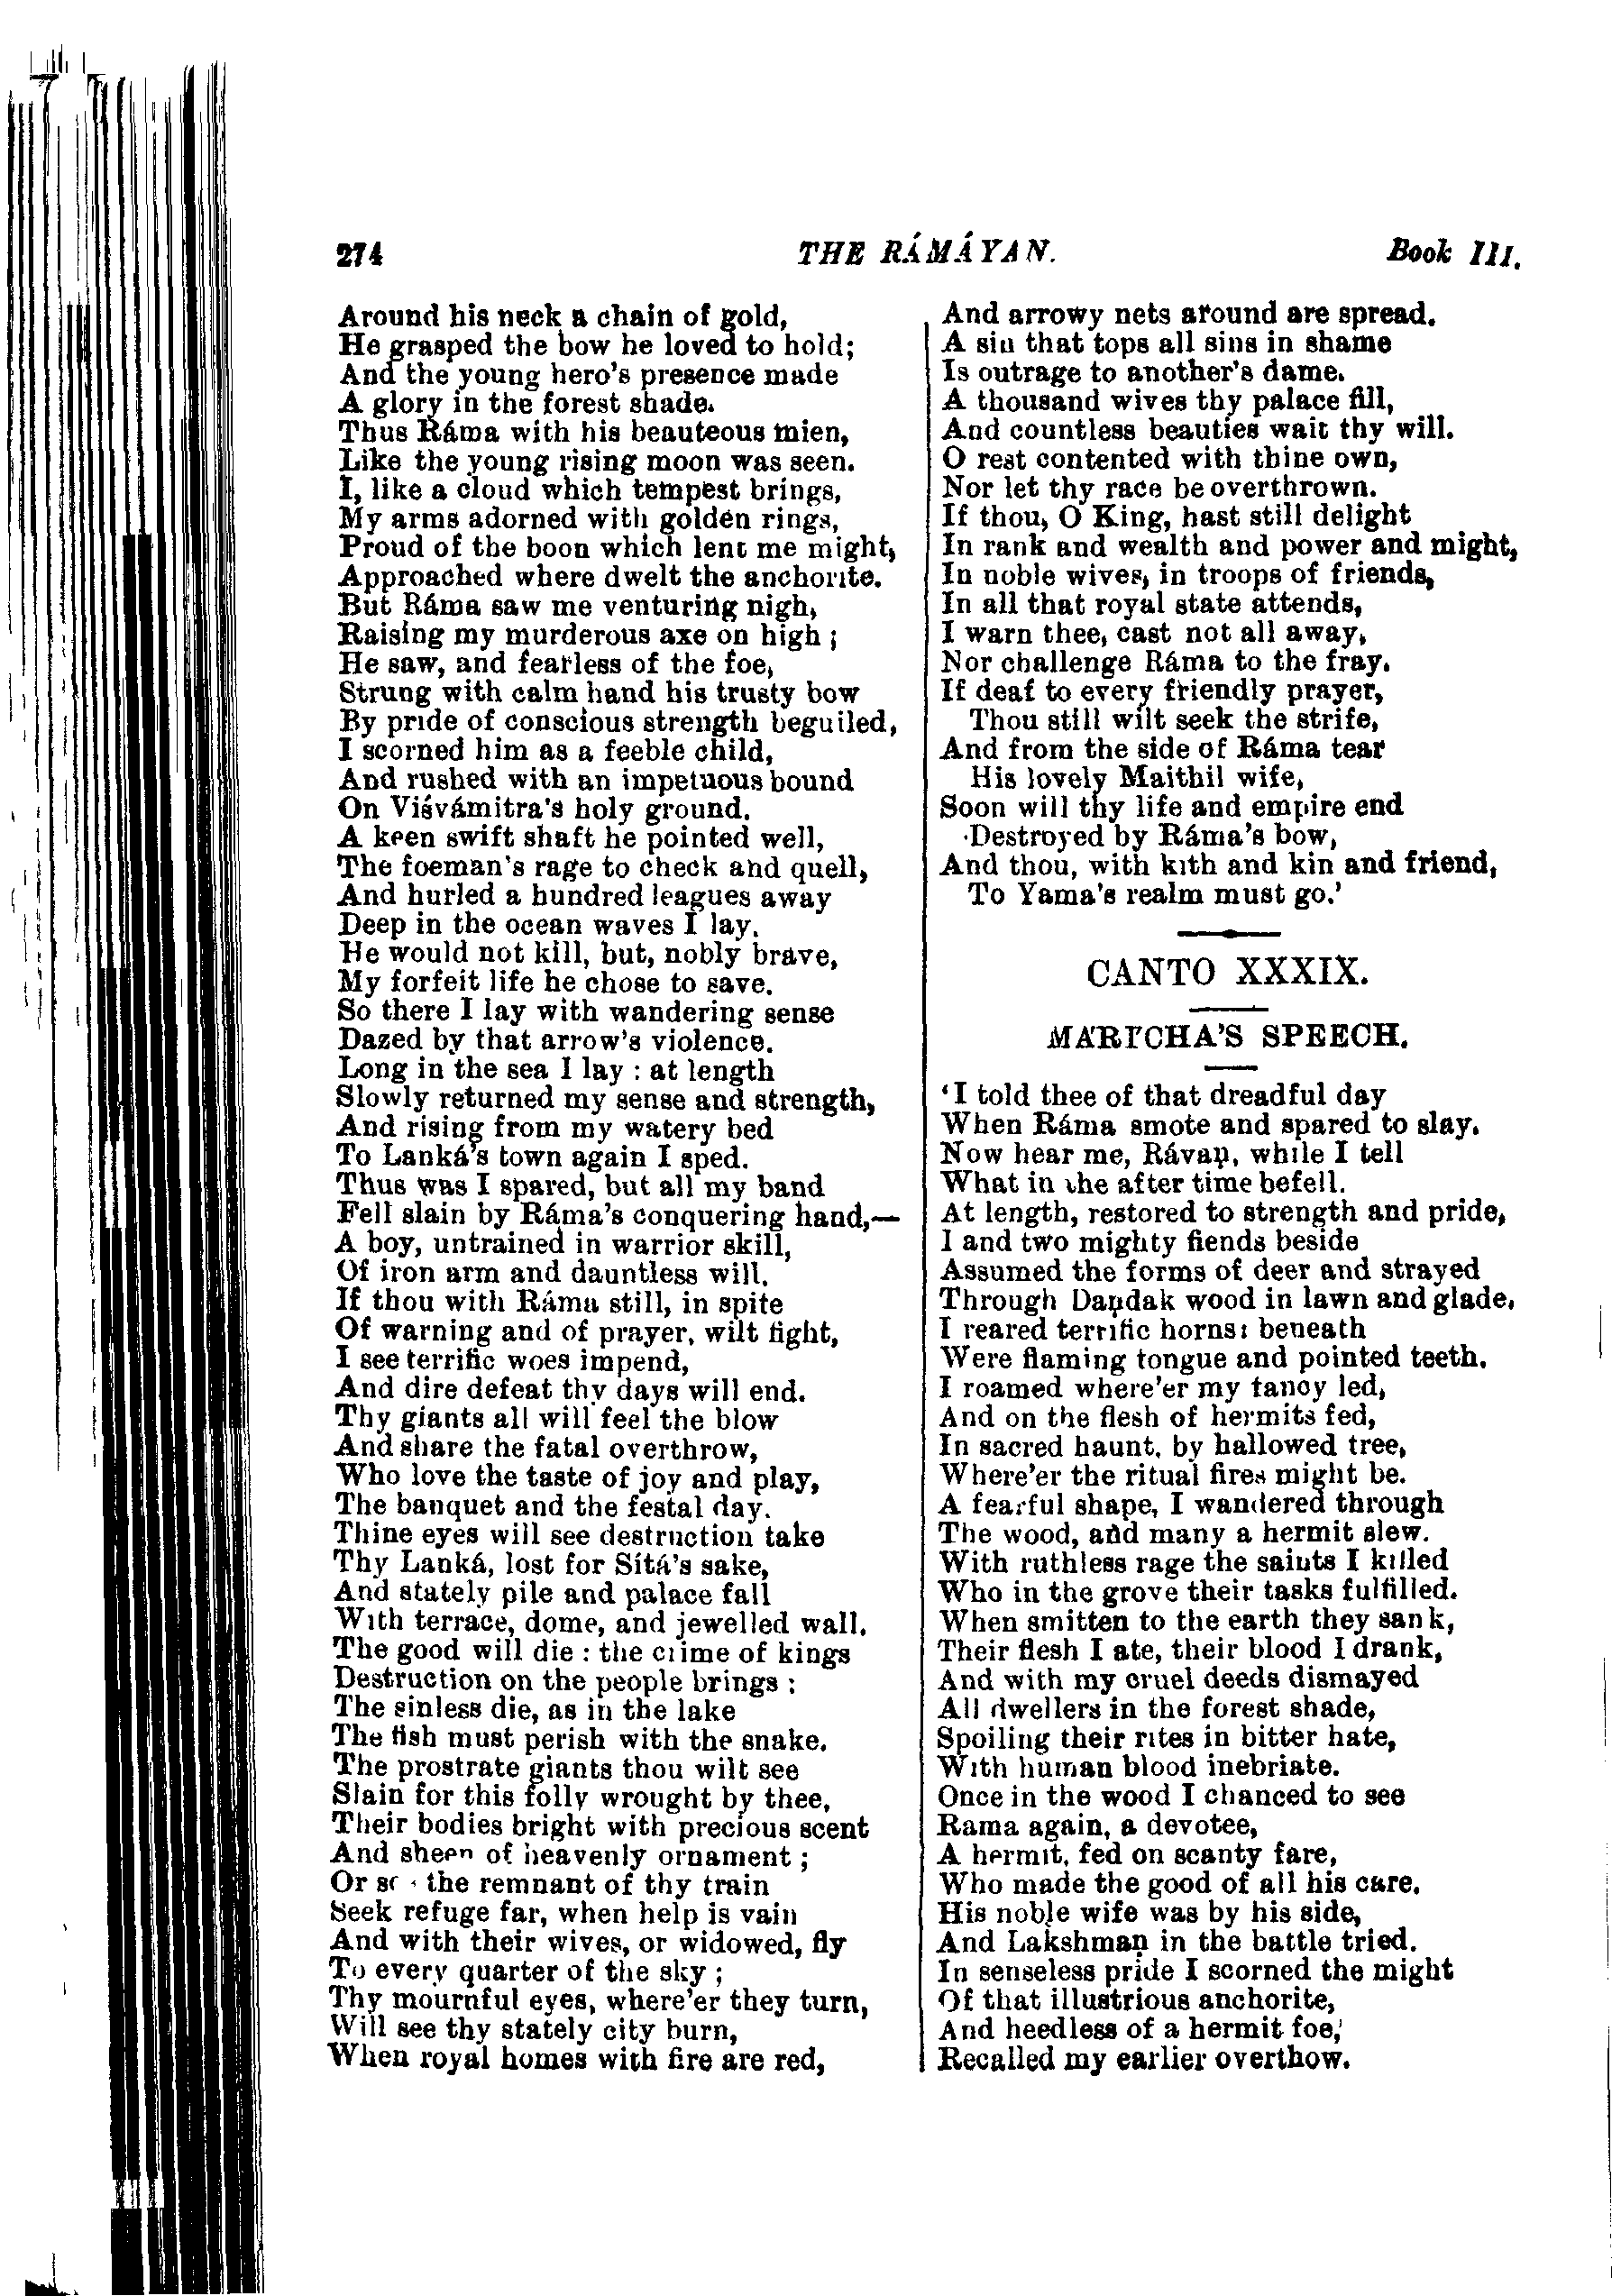 274 THE RÁMÁYAN. Book III.
Around his neck a chain of gold,
He grasped the bow he loved to hold;
And the young hero's presence made
A glory in the forest shade.
Thus Ráma with his beauteous mien,
Like the young rising moon was seen.
I, like a cloud which tempest brings,
My arms adorned with golden rings,
Proud of the boon which lent me might,
Approached where dwelt the anchorite.
But Ráma saw me venturing nigh,
Raising my murderous axe on high ;
He saw, and fearless of the foe,
Strung with calm hand his trusty bow
By pride of conscious strength beguiled,
I scorned him as a feeble child,
And rushed with an impetuous bound
On Viśvámitra's holy ground.
A keen swift shaft he pointed well,
The foeman's rage to check and quell,
And hurled a hundred leagues away
Deep in the ocean waves I lay.
He would not kill, but, nobly brave,
My forfeit life he chose to save.
So there I lay with wandering sense
Dazed by that arrow's violence.
Long in the sea I lay : at length
Slowly returned my sense and strength,
And rising from my watery bed
To Lanká's town again I sped.
Thus was I spared, but all my band
Fell slain by Ráma's conquering hand,—
A boy, untrained in warrior skill,
Of iron arm and dauntless will.
If thou with Ráma still, in spite
Of warning and of prayer, wilt fight,
I see terrific woes impend,
And dire defeat thy days will end.
Thy giants all will feel the blow
And share the fatal overthrow,
Who love the taste of joy and play,
The banquet and the festal day.
Thine eyes will see destruction take
Thy Lanká, lost for Sítá's sake,
And stately pile and palace fall
With terrace, dome, and jewelled wall.
The good will die : the crime of kings
Destruction on the people brings :
The sinless die, as in the lake
The fish must perish with the snake.
The prostrate giants thou wilt see
Slain for this folly wrought by thee,
Their bodies bright with precious scent
And sheen of heavenly ornament ;
Or the remnant of thy train
Seek refuge far, when help is vain
And with their wives, or widowed, fly
To every quarter of the sky ;
Thy mournful eyes, where'er they turn,
Will see thy stately city burn,
When royal homes with fire are red,
And arrowy nets around are spread.
A sin that tops all sins in shame
Is outrage to another's dame.
A thousand wives thy palace fill,
And countless beauties wait thy will.
O rest contented with thine own,
Nor let thy race be overthrown.
If thou, O King, hast still delight
In rank and wealth and power and might,
In noble wives, in troops of friends,
In all that royal state attends,
I warn thee, cast not all away,
Nor challenge Ráma to the fray.
If deaf to every friendly prayer,
Thou still wilt seek the strife,
And from the side of Ráma tear
His lovely Maithil wife,
Soon will thy life and empire end
Destroyed by Ráma's bow,
And thou, with kith and kin and friend,
To Yama's realm must go.'
CANTO XXXIX.
MÁRÍCHA'S SPEECH.
'I told thee of that dreadful day
When Ráma smote and spared to slay.
Now hear me, Rávaṇ, while I tell
What in the after time befell.
At length, restored to strength and pride,
I and two mighty fiends beside
Assumed the forms of deer and strayed
Through Daṇḍak wood in lawn and glade.
I reared terrific horns: beneath
Were flaming tongue and pointed teeth.
I roamed where'er my fancy led,
And on the flesh of hermits fed,
In sacred haunt, by hallowed tree,
Where'er the ritual fires might be.
A fearful shape, I wandered through
The wood, and many a hermit slew.
With ruthless rage the saints I killed
Who in the grove their tasks fulfilled.
When smitten to the earth they sank,
Their flesh I ate, their blood I drank,
And with my cruel deeds dismayed
All dwellers in the forest shade,
Spoiling their rites in bitter hate,
With human blood inebriate.
Once in the wood I chanced to see
Rama again, a devotee,
A hermit, fed on scanty fare,
Who made the good of all his care.
His noble wife was by his side,
And Lakshmaṇ in the battle tried.
In senseless pride I scorned the might
Of that illustrious anchorite,
And heedless of a hermit foe,
Recalled my earlier overthow.